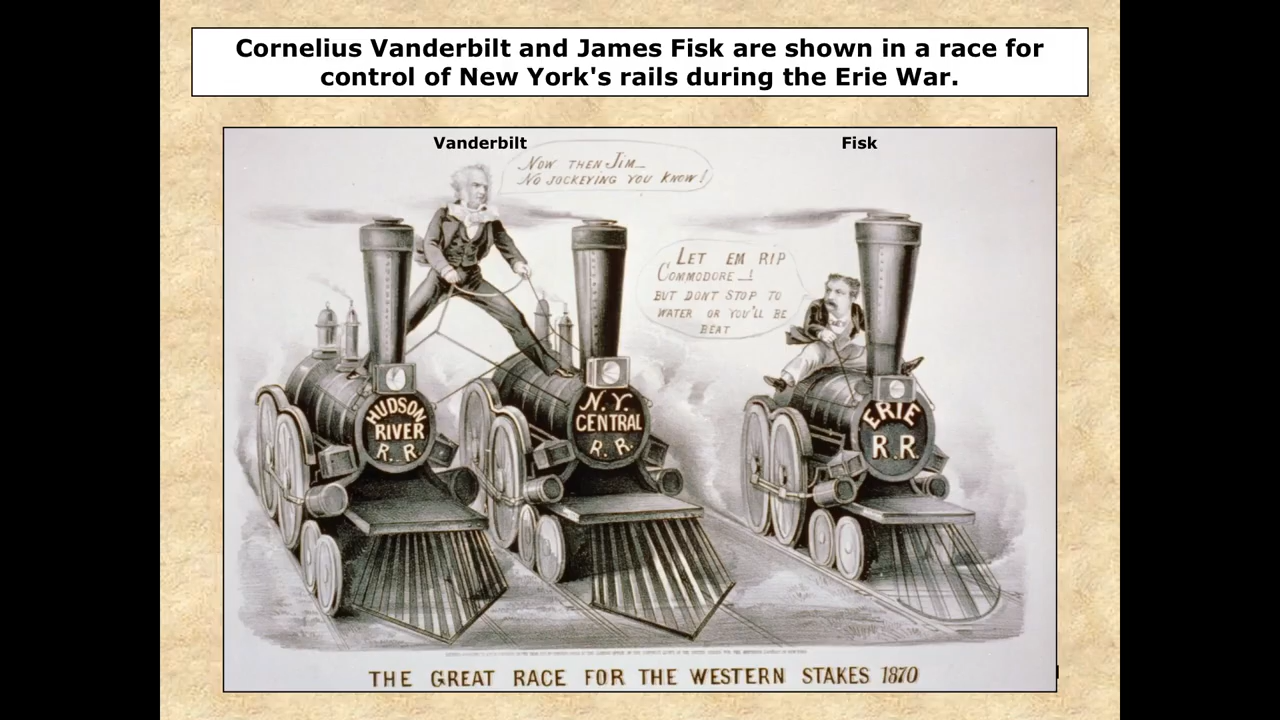 Cornelius Vanderbilt and James Fisk are shown in a race for
control of New York's rails during the Erie War.
Vanderbilt
Fisk
NOW THEN JIM_
NO JOCKEYING YOU KNOW!
LET EM RIP
COMMODORE_!
BUT DONT STOP TO
WATER OR YOU'LL BE
BEAT
HUDSON
RIVER
R.R.
N.Y.
CENTRAL
R.R.
ERIE
R.R.
THE GREAT RACE FOR THE WESTERN STAKES 1870